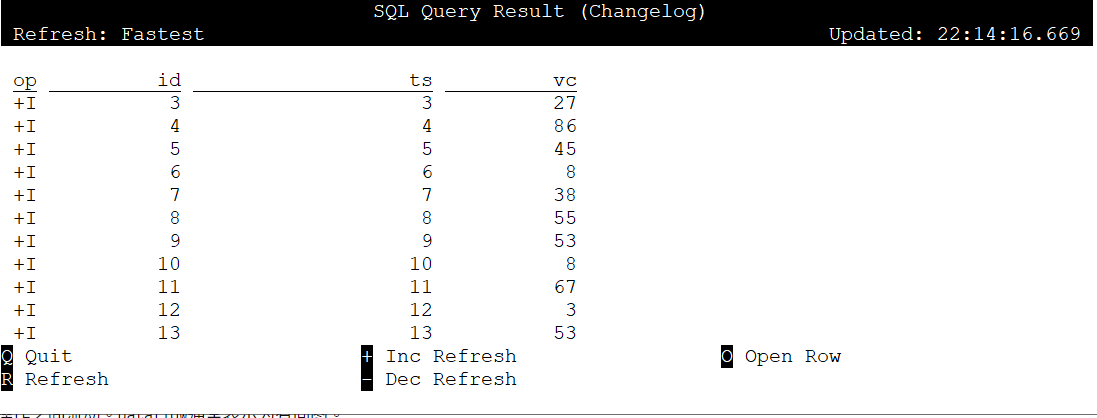 SQL Query Result (Changelog)
Refresh: Fastest Updated: 22:14:16.669
op id ts vc
+I 3 3 27
+I 4 4 86
+I 5 5 45
+I 6 6 8
+I 7 7 38
+I 8 8 55
+I 9 9 53
+I 10 10 8
+I 11 11 67
+I 12 12 3
+I 13 13 53
Q Quit + Inc Refresh O Open Row
R Refresh - Dec Refresh